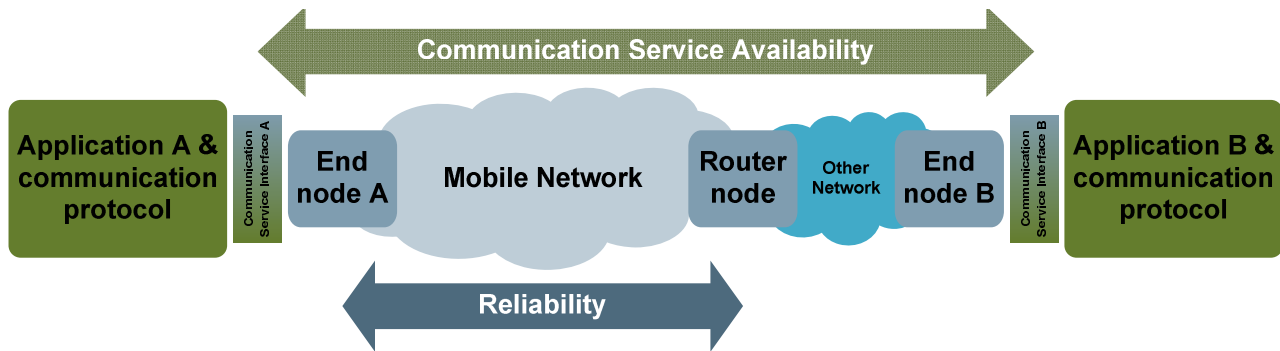 Communication Service Availability
Application A &
communication
protocol
Communication
Service Interface A
End
node A
Mobile Network
Router
node
Other
Network
End
node B
Communication
Service Interface B
Application B &
communication
protocol
Reliability